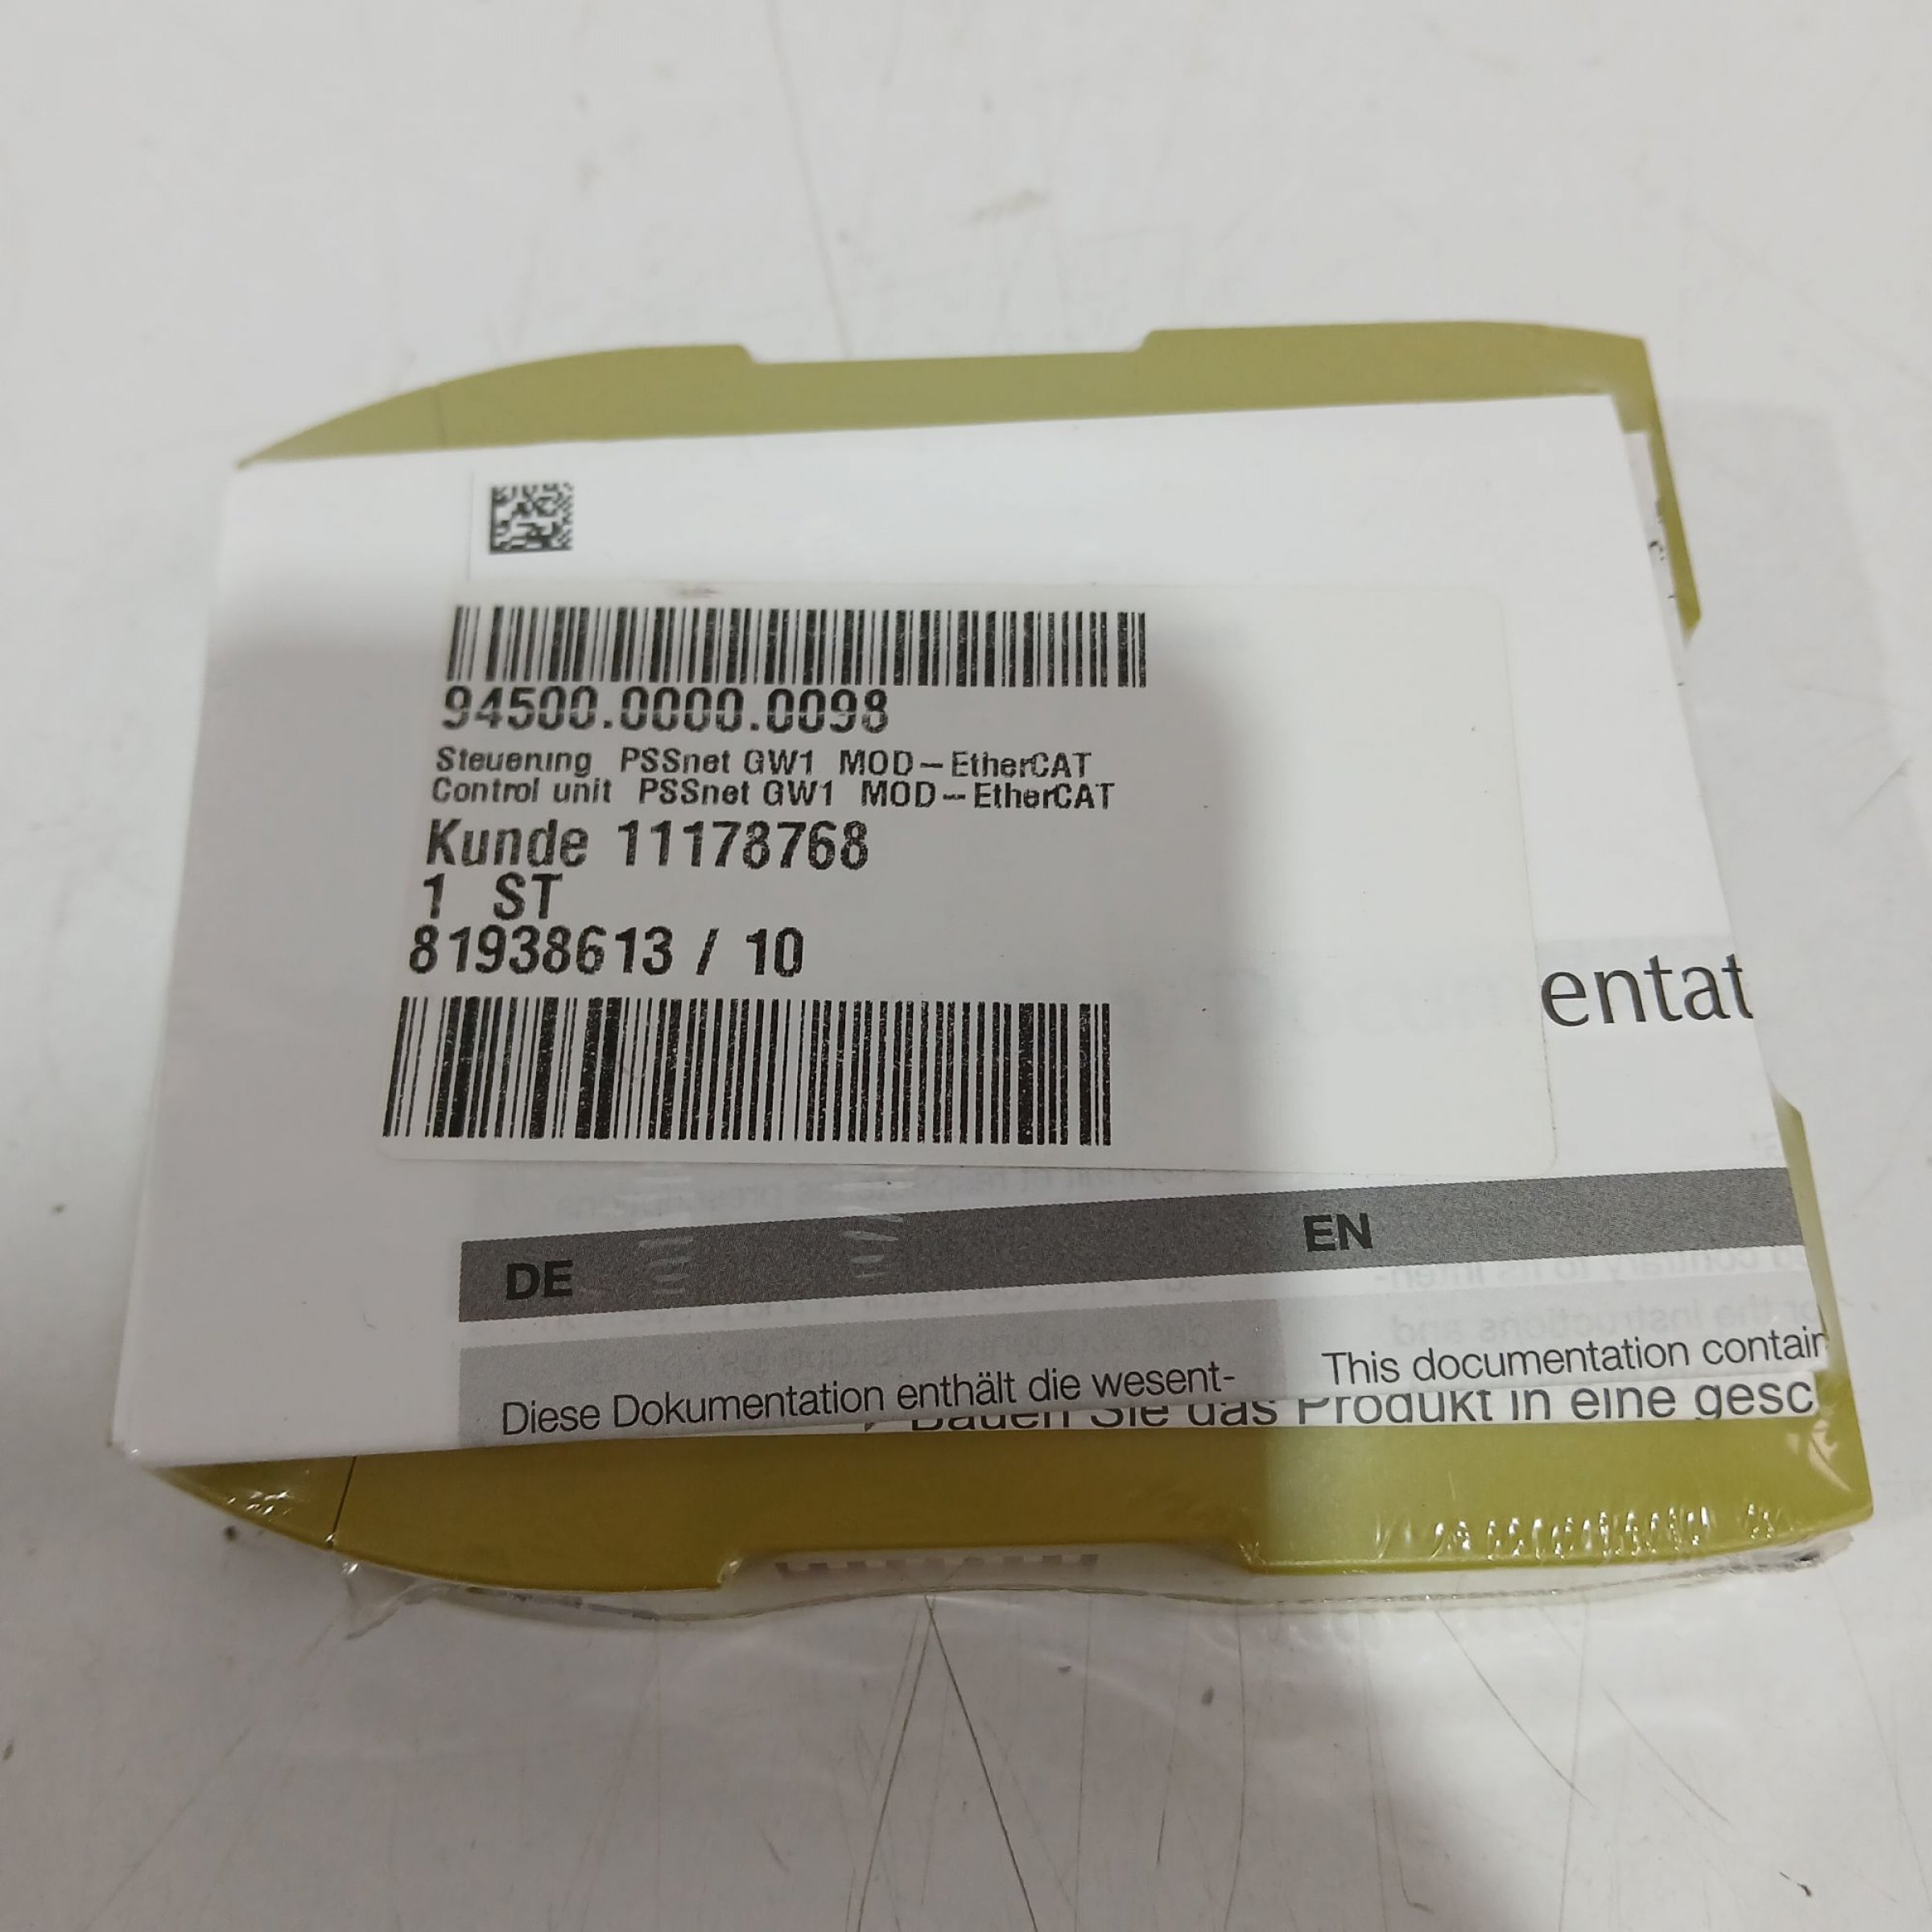 94500.0000.0098
Steuening PSSnet GW1 MOD-EtherCAT
Control unit PSSnet GW1 MOD-EtherCAT
Kunde 11178768
1 ST
81938613 / 10
entat
DE EN
Diese Dokumentation enthält die wesent- This documentation contain
Bauen Sie das Produkt in eine gesc